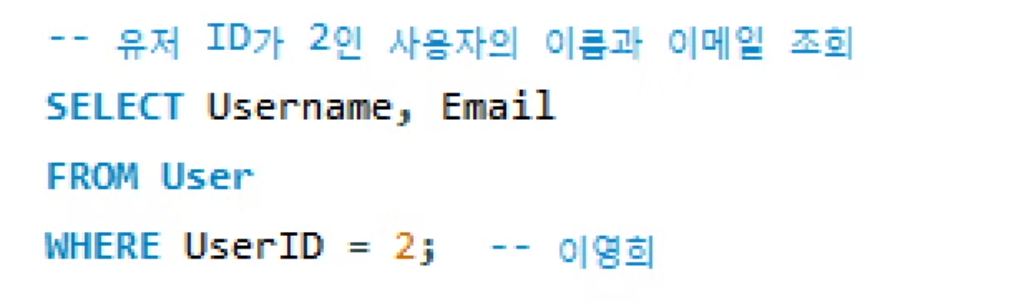 -- 유저 ID가 2인 사용자의 이름과 이메일 조회
SELECT Username, Email
FROM User
WHERE UserID = 2;  -- 이영희